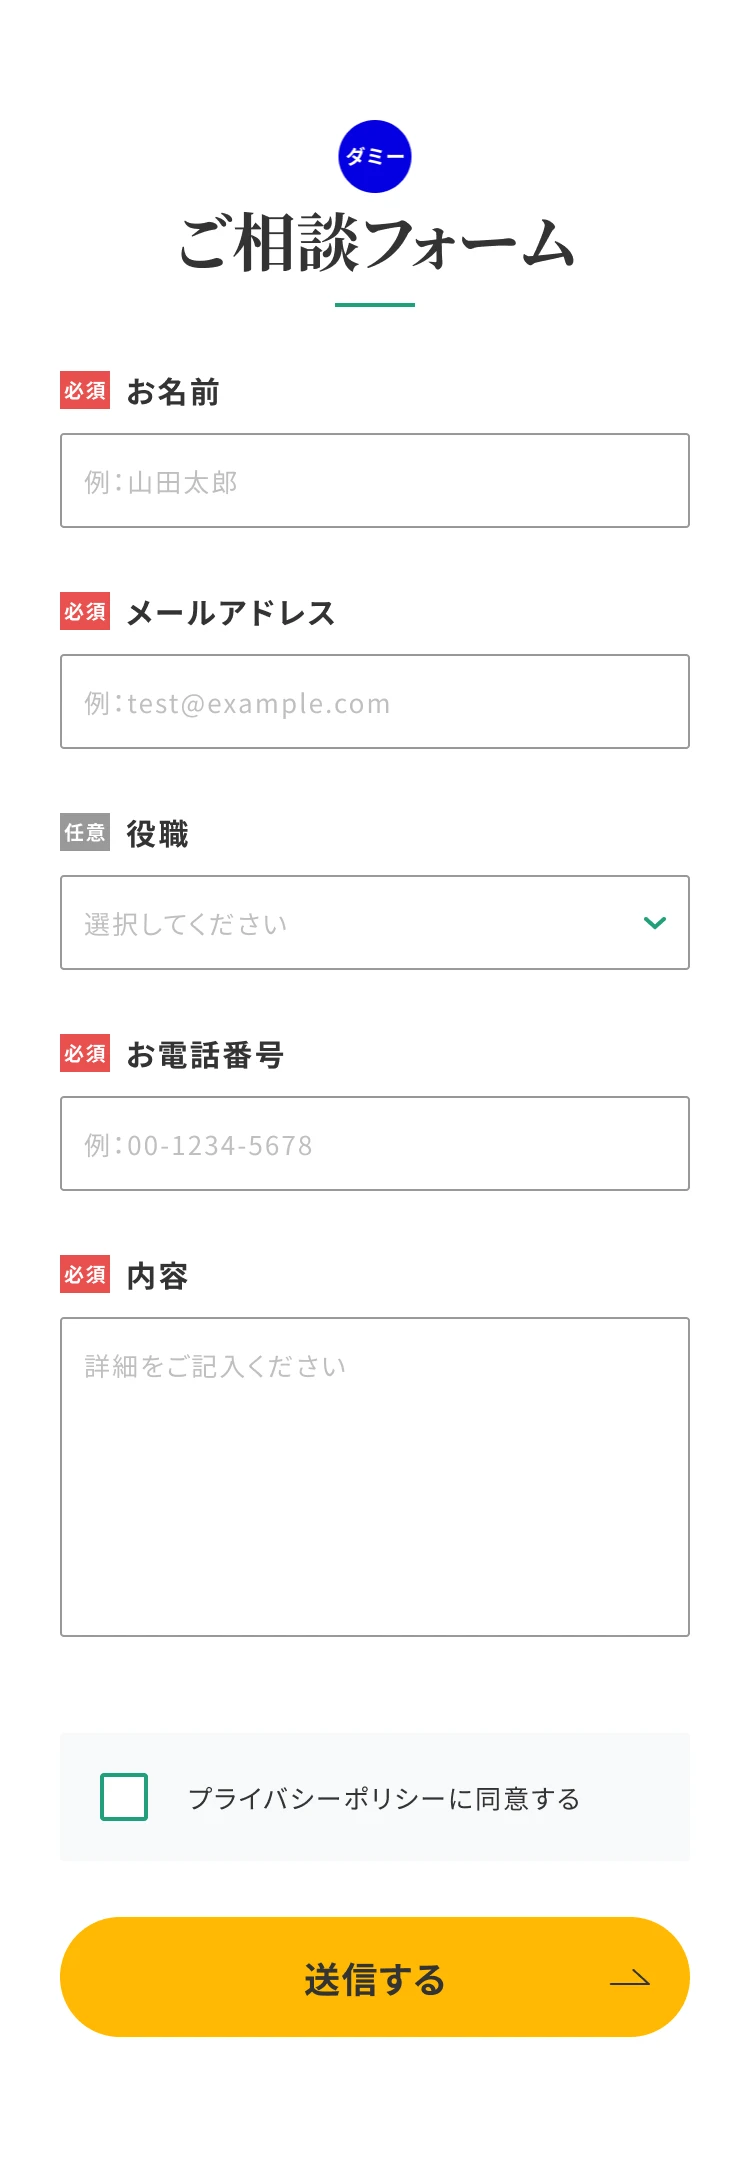 ダミー
ご相談フォーム
必須 お名前
例：山田太郎
必須 メールアドレス
例：test@example.com
任意 役職
選択してください
必須 お電話番号
例：00-1234-5678
必須 内容
詳細をご記入ください
プライバシーポリシーに同意する
送信する